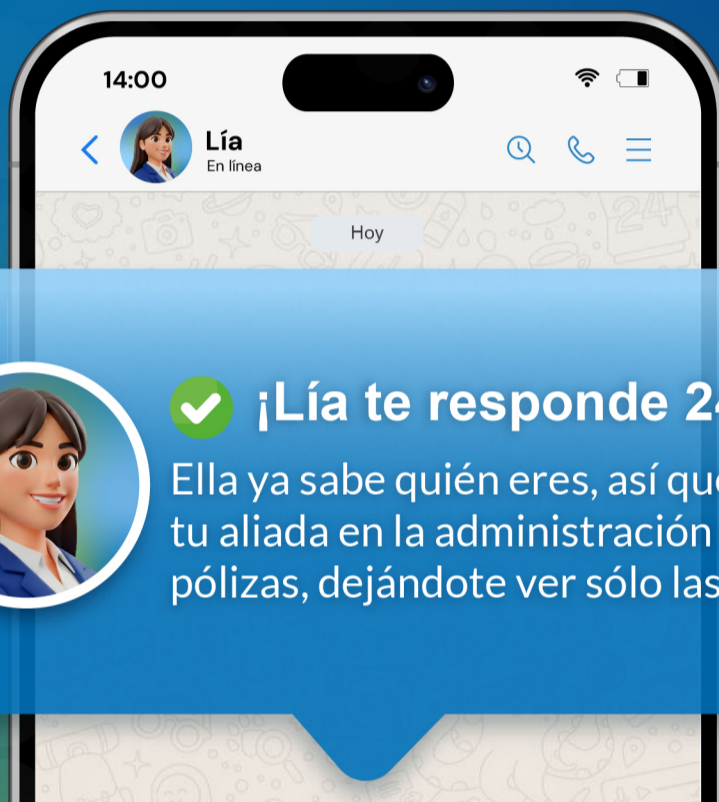 14:00
Lía
En línea
Hoy
¡Lía te responde 24
Ella ya sabe quién eres, así que
tu aliada en la administración
pólizas, dejándote ver sólo las